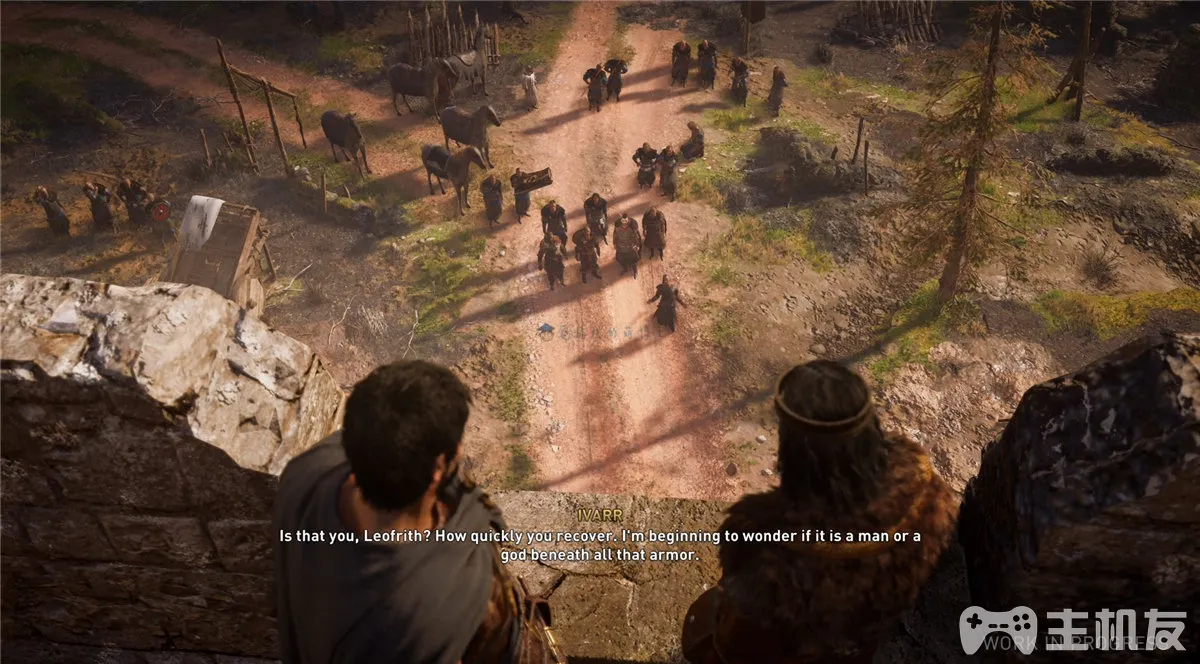 IVARR
Is that you, Leofrith? How quickly you recover. I'm beginning to wonder if it is a man or a
god beneath all that armor.
WORK IN PROGRESS
主机友